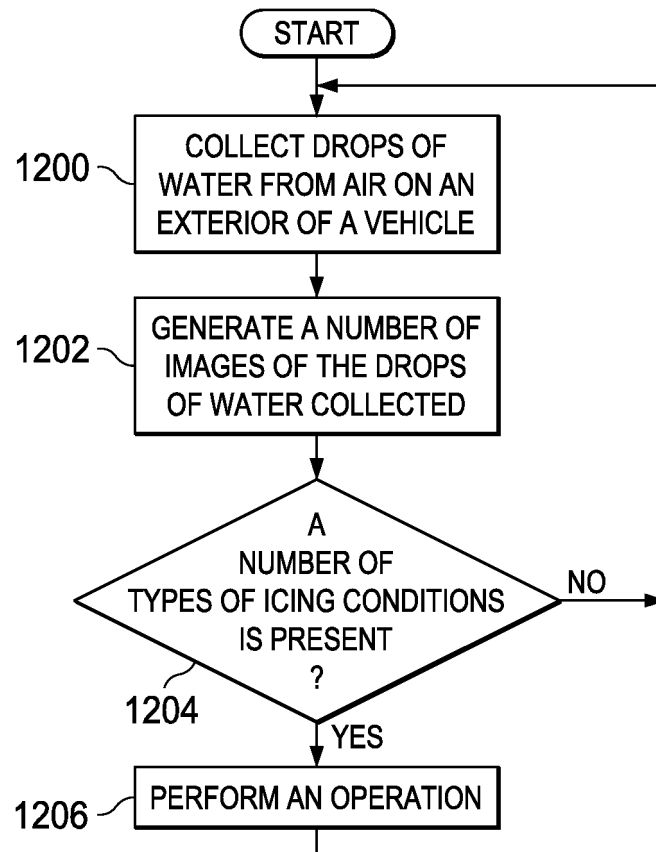 START
1200
COLLECT DROPS OF
WATER FROM AIR ON AN
EXTERIOR OF A VEHICLE
1202
GENERATE A NUMBER OF
IMAGES OF THE DROPS
OF WATER COLLECTED
A
NUMBER OF
TYPES OF ICING CONDITIONS
IS PRESENT
?
NO
1204
YES
1206
PERFORM AN OPERATION